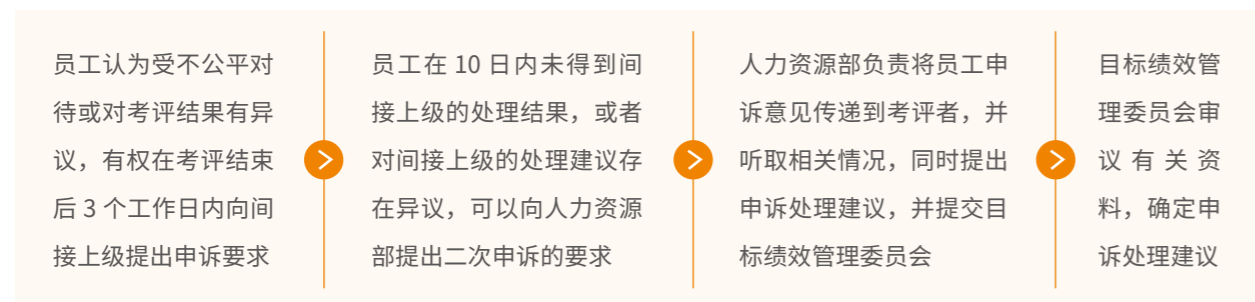 员工认为受不公平对
待或对考评结果有异
议，有权在考评结束
后 3 个工作日内向间
接上级提出申诉要求
员工在 10 日内未得到间
接上级的处理结果，或者
对间接上级的处理建议存
在异议，可以向人力资源
部提出二次申诉的要求
人力资源部负责将员工申
诉意见传递到考评者，并
听取相关情况，同时提出
申诉处理建议，并提交目
标绩效管理委员会
目标绩效管
理委员会审
议有关资
料，确定申
诉处理建议